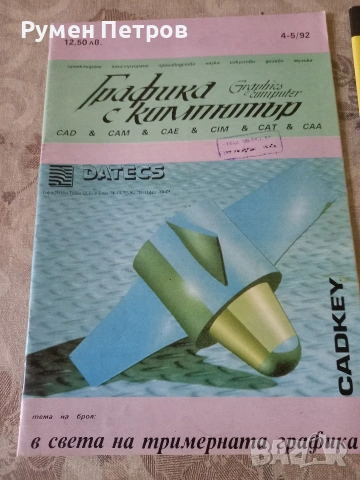 Румен Петров
12,50 лв.
4-5/92
Графика
с компютър
Graphics
computer
CAD & CAM & CAE & CIM & CAT & CAA
DATECS
CADKEY
тема на броя:
в света на тримерната графика